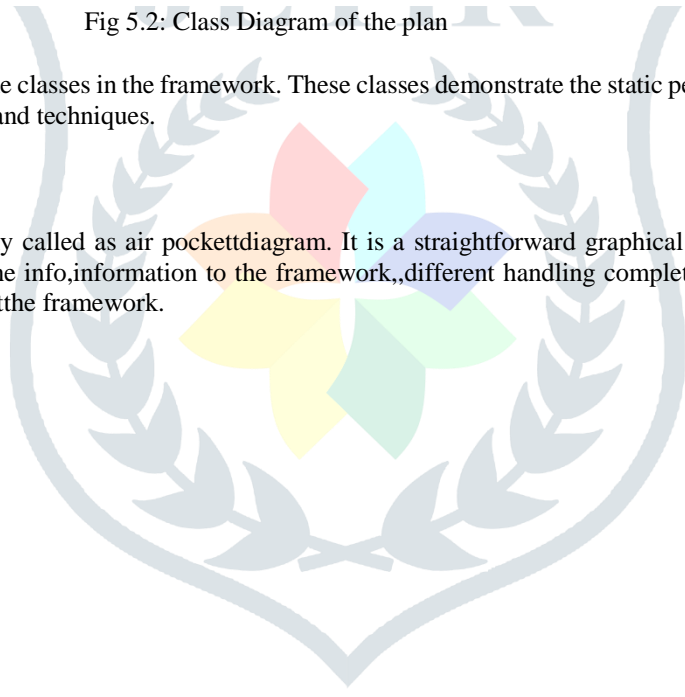 Fig 5.2: Class Diagram of the plan
e classes in the framework. These classes demonstrate the static pe
and techniques.
y called as air pockettdiagram. It is a straightforward graphical
ne info,information to the framework,,different handling complet
tthe framework.